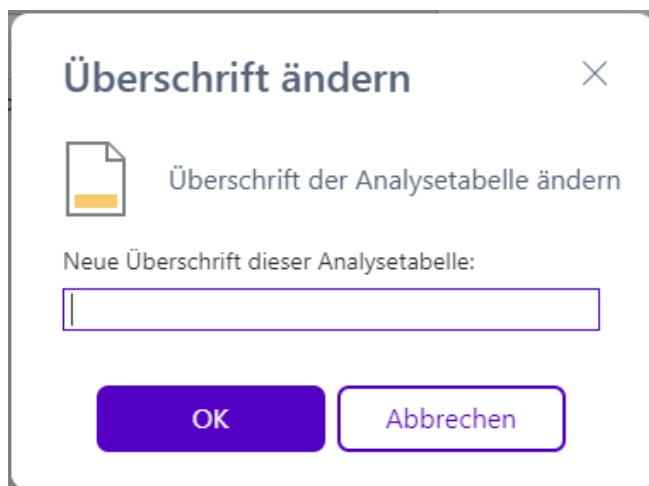 Überschrift ändern
Überschrift der Analysetabelle ändern
Neue Überschrift dieser Analysetabelle:
OK
Abbrechen